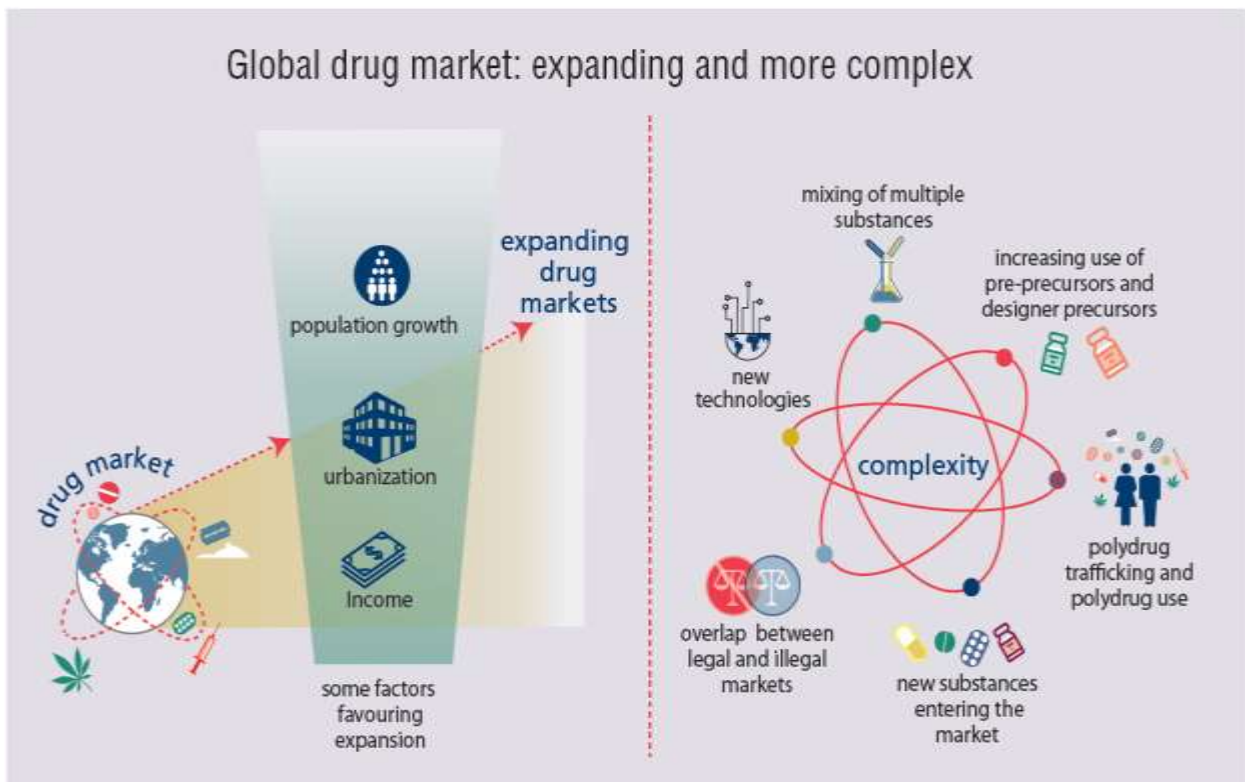 Global drug market: expanding and more complex
drug market
population growth
urbanization
Income
some factors
favouring
expansion
expanding
drug
markets
mixing of multiple
substances
increasing use of
pre-precursors and
designer precursors
new
technologies
complexity
polydrug
trafficking and
polydrug use
overlap between
legal and illegal
markets
new substances
entering the
market